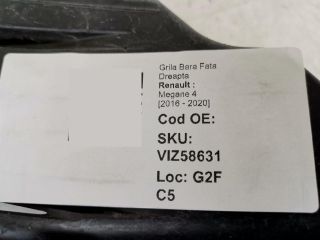 Grila Bara Fata
Dreapta
Renault :
Megane 4
[2016 - 2020]
Cod OE:
SKU:
VIZ58631
Loc: G2F
C5